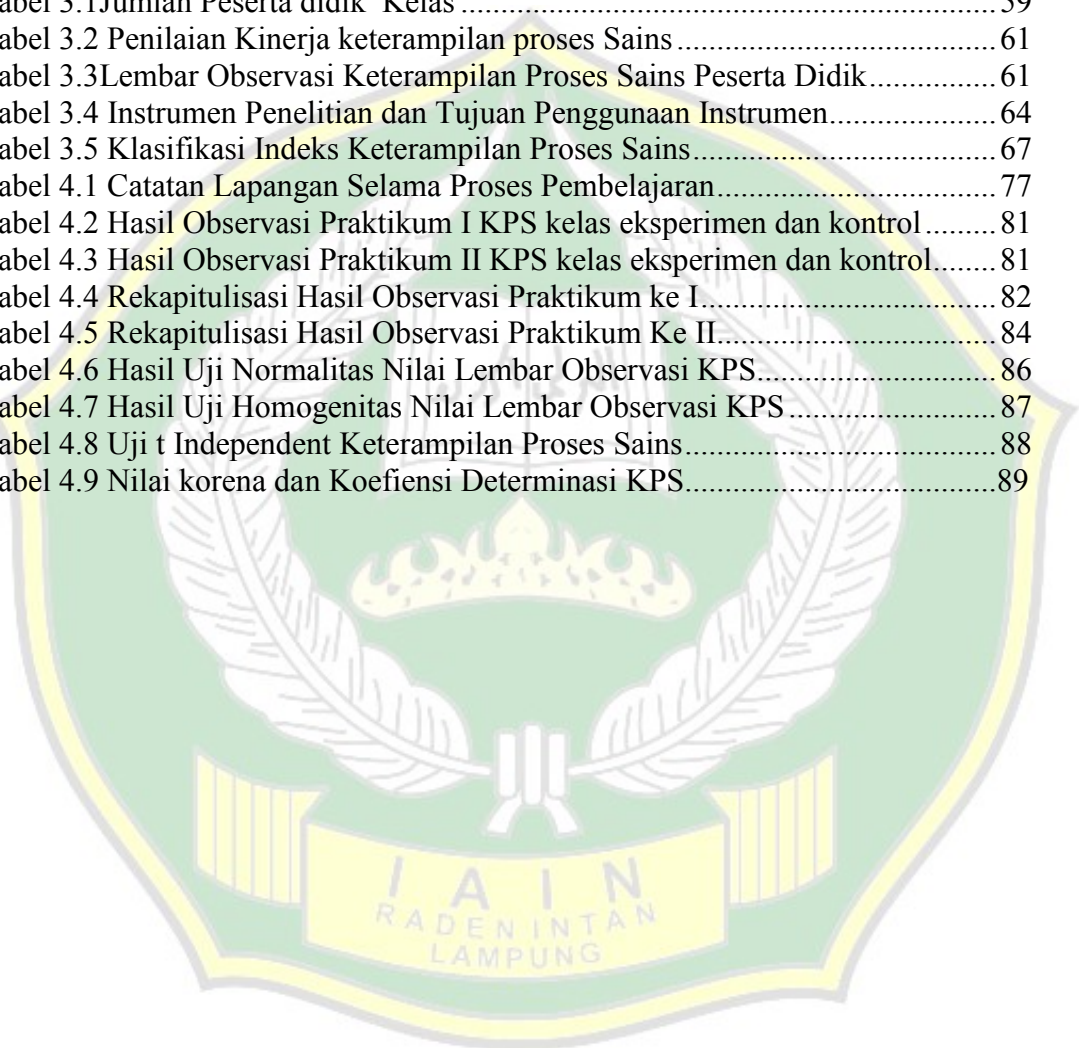 abel 3.1Jumlah Peserta didik Kelas ........................................................................ 59
abel 3.2 Penilaian Kinerja keterampilan proses Sains ........................................ 61
abel 3.3Lembar Observasi Keterampilan Proses Sains Peserta Didik ................ 61
abel 3.4 Instrumen Penelitian dan Tujuan Penggunaan Instrumen ..................... 64
abel 3.5 Klasifikasi Indeks Keterampilan Proses Sains ...................................... 67
abel 4.1 Catatan Lapangan Selama Proses Pembelajaran ................................... 77
abel 4.2 Hasil Observasi Praktikum I KPS kelas eksperimen dan kontrol ......... 81
abel 4.3 Hasil Observasi Praktikum II KPS kelas eksperimen dan kontrol ........ 81
abel 4.4 Rekapitulisasi Hasil Observasi Praktikum ke I ..................................... 82
abel 4.5 Rekapitulisasi Hasil Observasi Praktikum Ke II ................................... 84
abel 4.6 Hasil Uji Normalitas Nilai Lembar Observasi KPS .............................. 86
abel 4.7 Hasil Uji Homogenitas Nilai Lembar Observasi KPS .......................... 87
abel 4.8 Uji t Independent Keterampilan Proses Sains ....................................... 88
abel 4.9 Nilai korena dan Koefiensi Determinasi KPS ....................................... 89
IAIN
RADEN INTAN
LAMPUNG